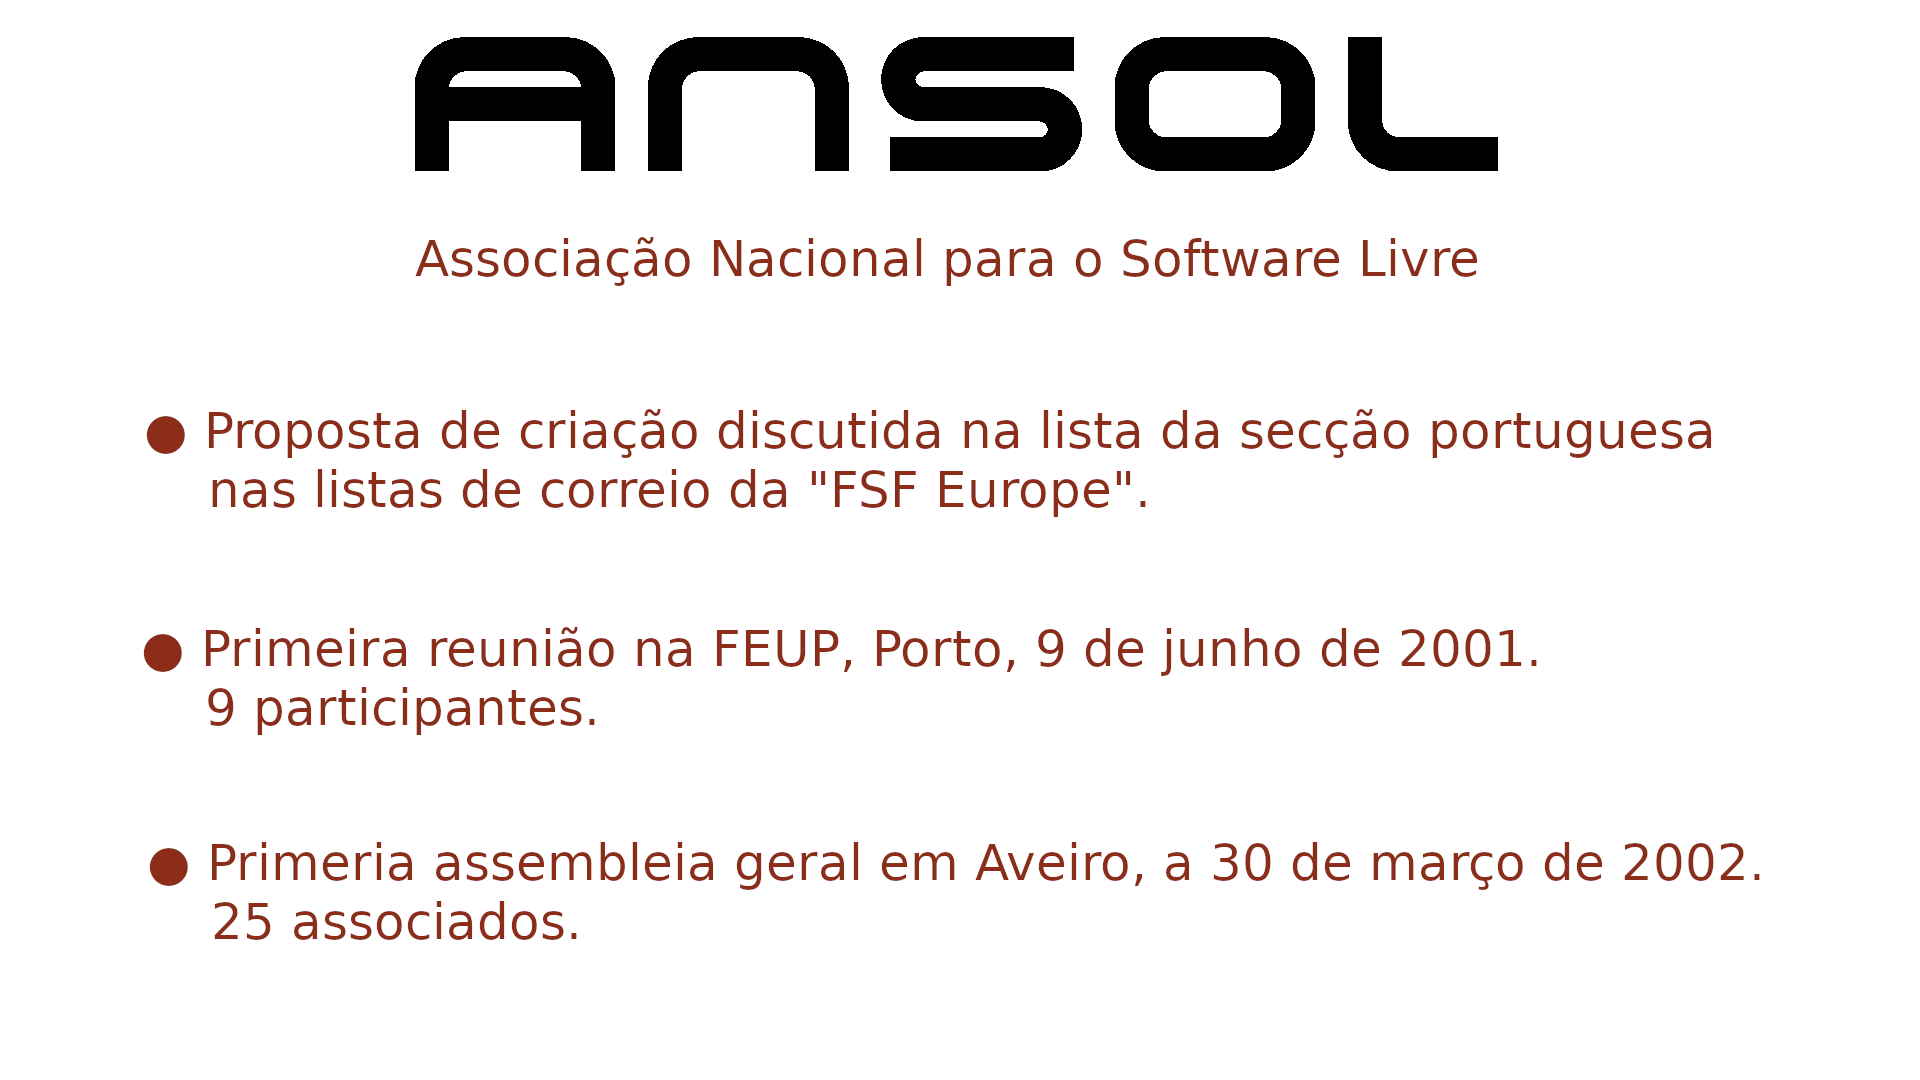 ANSOL
Associação Nacional para o Software Livre
● Proposta de criação discutida na lista da secção portuguesa
nas listas de correio da "FSF Europe".
● Primeira reunião na FEUP, Porto, 9 de junho de 2001.
9 participantes.
● Primeria assembleia geral em Aveiro, a 30 de março de 2002.
25 associados.